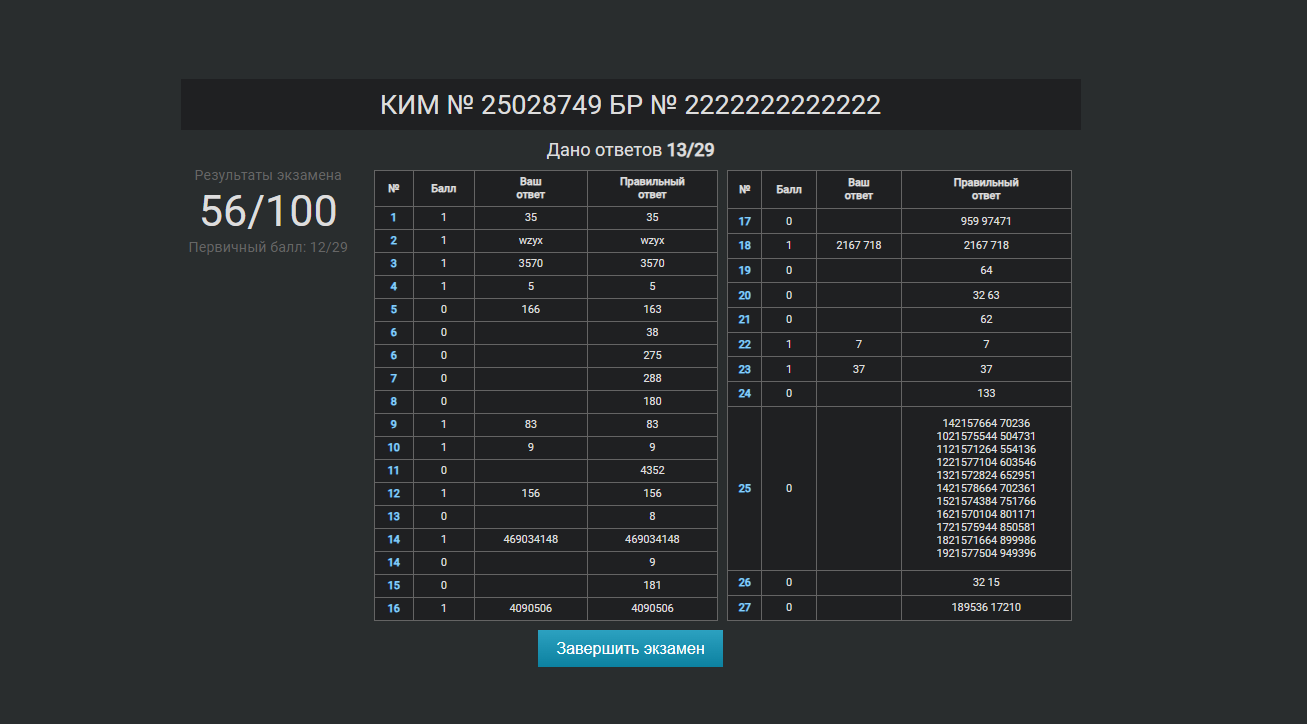 КИМ № 25028749 БР № 2222222222222
Дано ответов 13/29
Результаты экзамена
56/100
Первичный балл: 12/29
№ Балл Ваш ответ Правильный ответ
1 1 35 35
2 1 wzyx wzyx
3 1 3570 3570
4 1 5 5
5 0 166 163
6 0 38
6 0 275
7 0 288
8 0 180
9 1 83 83
10 1 9 9
11 0 4352
12 1 156 156
13 0 8
14 1 469034148 469034148
14 0 9
15 0 181
16 1 4090506 4090506
№ Балл Ваш ответ Правильный ответ
17 0 959 97471
18 1 2167 718 2167 718
19 0 64
20 0 32 63
21 0 62
22 1 7 7
23 1 37 37
24 0 133
25 0
142157664 70236
1021575544 504731
1121571264 554136
1221577104 603546
1321572824 652951
1421578664 702361
1521574384 751766
1621570104 801171
1721575944 850581
1821571664 899986
1921577504 949396
26 0 32 15
27 0 189536 17210
Завершить экзамен